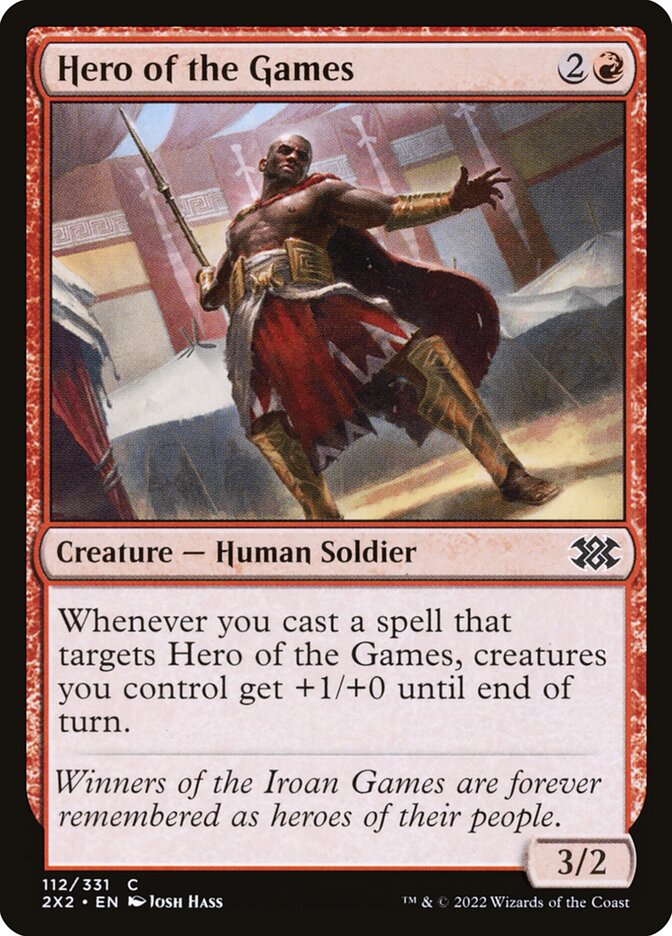 Hero of the Games 2
Creature — Human Soldier
Whenever you cast a spell that
targets Hero of the Games, creatures
you control get +1/+0 until end of
turn.
Winners of the Iroan Games are forever
remembered as heroes of their people.
3/2
112/331 C
2X2 • EN Josh Hass
™ & © 2022 Wizards of the Coast